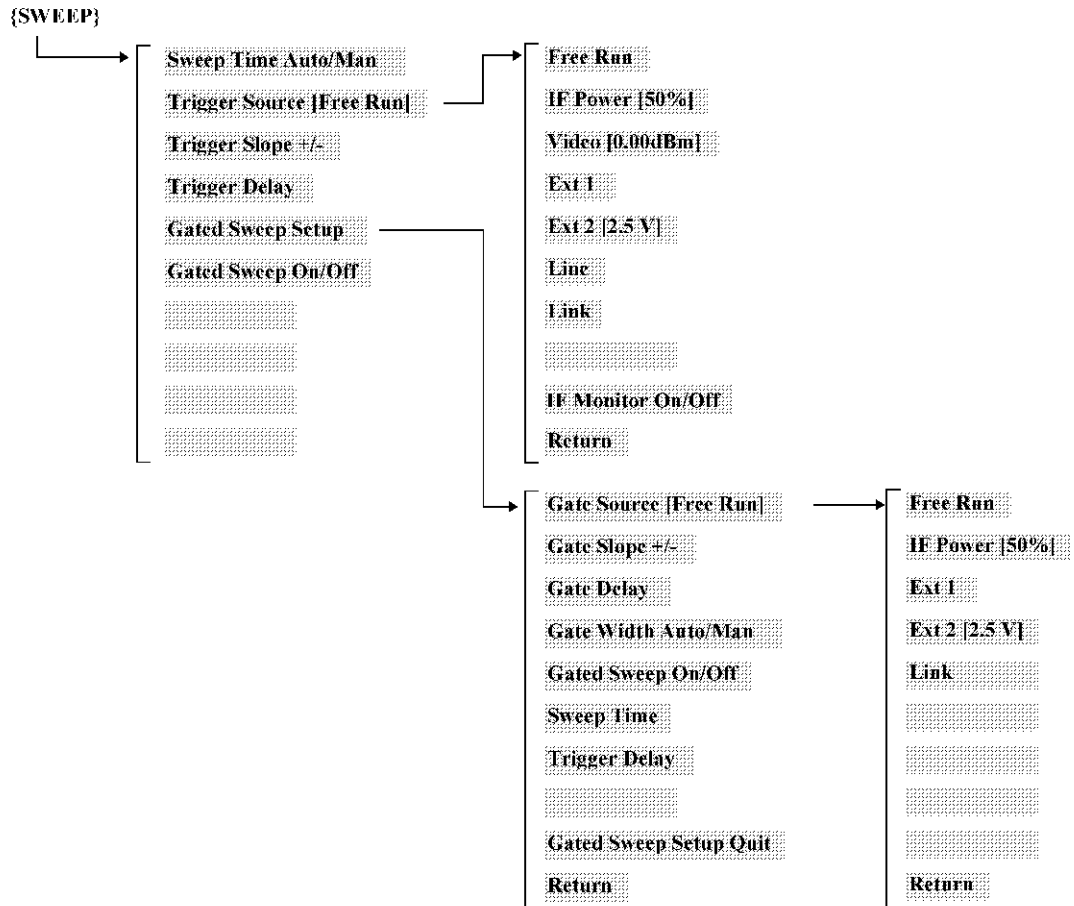 {SWEEP}
Sweep Time Auto/Man
Trigger Source [Free Run]
Trigger Slope +/-
Trigger Delay
Gated Sweep Setup
Gated Sweep On/Off
Free Run
IF Power [50%]
Video [0.00dBm]
Ext 1
Ext 2 [2.5 V]
Line
Link
IF Monitor On/Off
Return
Gate Source [Free Run]
Gate Slope +/-
Gate Delay
Gate Width Auto/Man
Gated Sweep On/Off
Sweep Time
Trigger Delay
Gated Sweep Setup Quit
Return
Free Run
IF Power [50%]
Ext 1
Ext 2 [2.5 V]
Link
Return